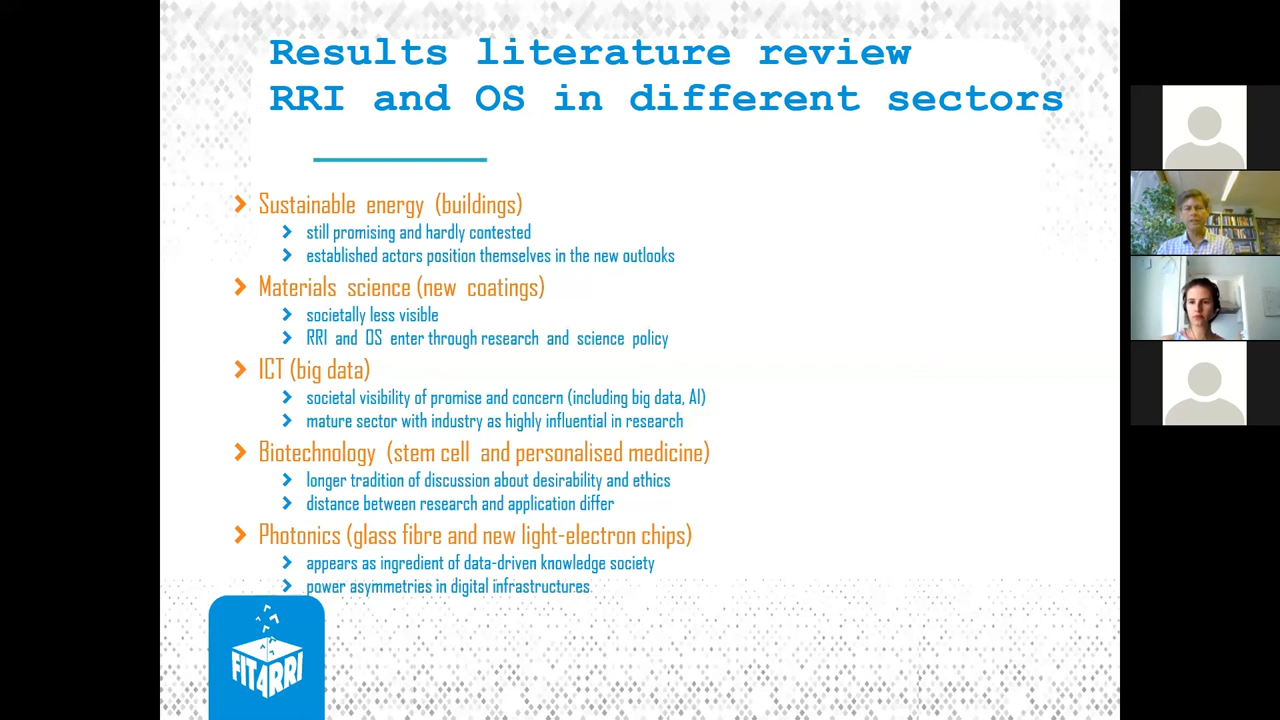 Results literature review
RRI and OS in different sectors
Sustainable energy (buildings)
still promising and hardly contested
established actors position themselves in the new outlooks
Materials science (new coatings)
societally less visible
RRI and OS enter through research and science policy
ICT (big data)
societal visibility of promise and concern (including big data, AI)
mature sector with industry as highly influential in research
Biotechnology (stem cell and personalised medicine)
longer tradition of discussion about desirability and ethics
distance between research and application differ
Photonics (glass fibre and new light-electron chips)
appears as ingredient of data-driven knowledge society
power asymmetries in digital infrastructures
FIT4RRI